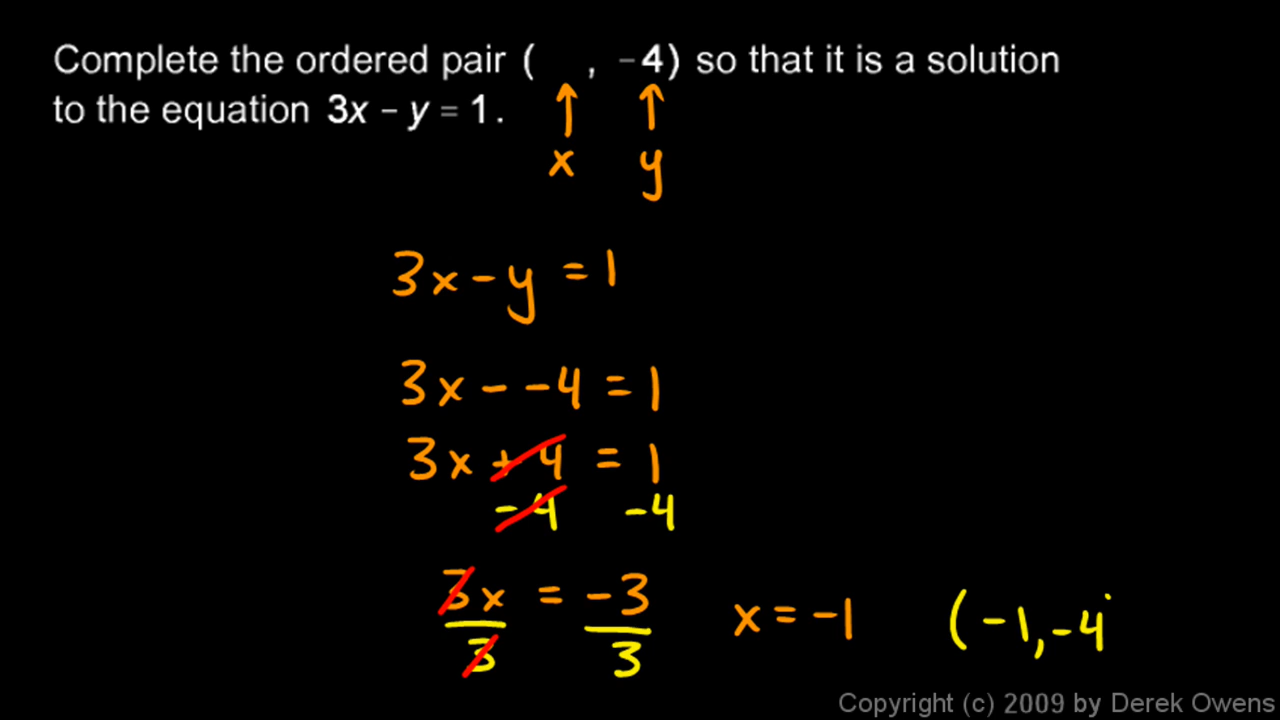 Complete the ordered pair (  , -4) so that it is a solution
to the equation 3x - y = 1.
x y
3x - y = 1
3x - -4 = 1
3x + 4 = 1
-4 -4
3x = -3 x = -1 (-1, -4
3 3
Copyright (c) 2009 by Derek Owens